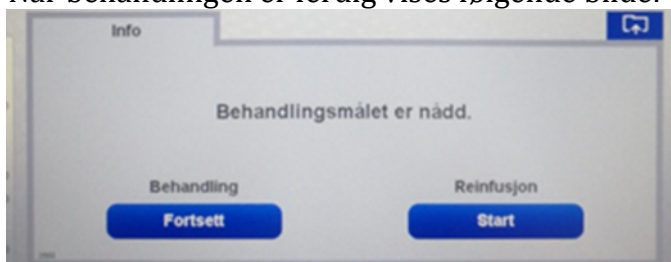 Når behandlingen er ferdig vises følgende bilde:
Info
Behandlingsmålet er nådd.
Behandling
Reinfusjon
Fortsett
Start